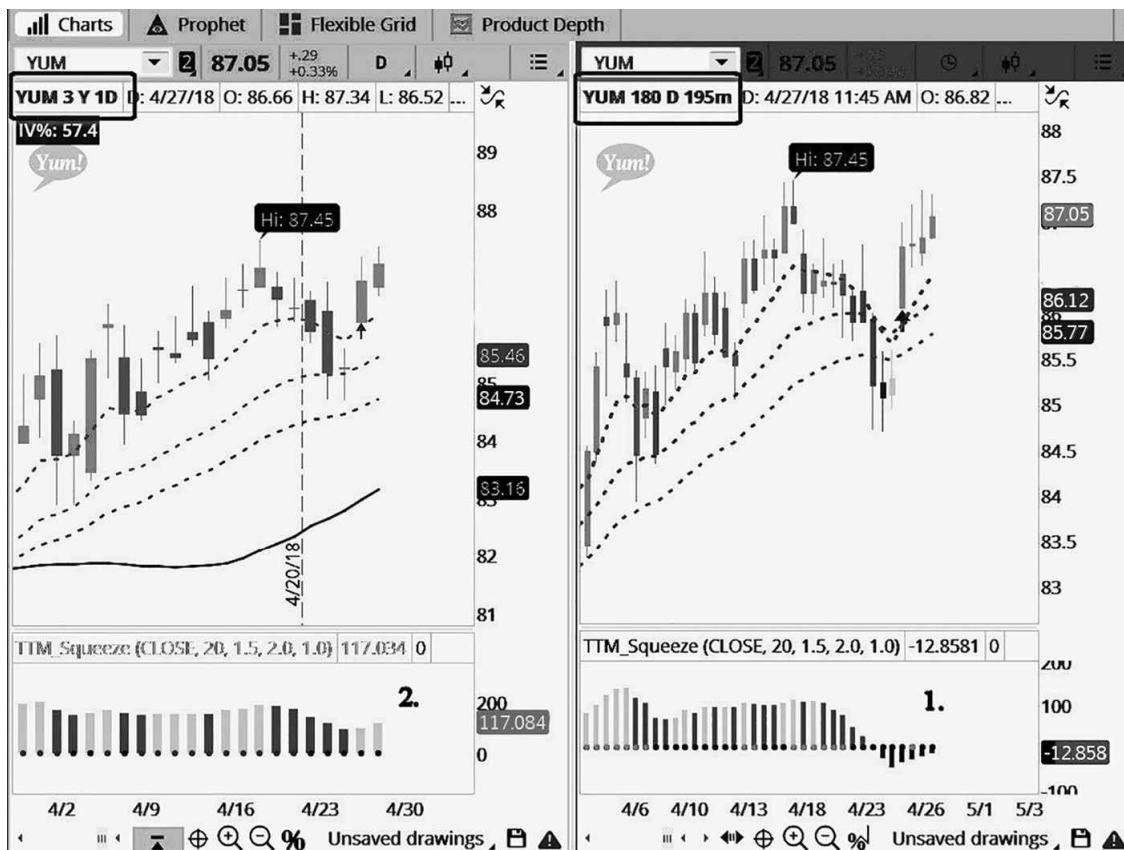 Charts Prophet Flexible Grid Product Depth
YUM 2 87.05 +.29 +0.33% D
YUM 3 Y 1D D: 4/27/18 O: 86.66 H: 87.34 L: 86.52 ...
IV%: 57.4
Yum!
Hi: 87.45
4/20/18
89
88
85.46
85
84.73
84
83.16
83
82
81
TTM_Squeeze (CLOSE, 20, 1.5, 2.0, 1.0) 117.034 0
2.
200
117.084
0
4/2 4/9 4/16 4/23 4/30
% Unsaved drawings
YUM 2 87.05
YUM 180 D 195m D: 4/27/18 11:45 AM O: 86.82 ...
Yum!
Hi: 87.45
88
87.5
87.05
86.12
85.77
85.5
85
84.5
84
83.5
83
TTM_Squeeze (CLOSE, 20, 1.5, 2.0, 1.0) -12.8581 0
1.
200
100
-12.858
-100
4/6 4/10 4/13 4/18 4/23 4/26 5/1 5/3
% Unsaved drawings